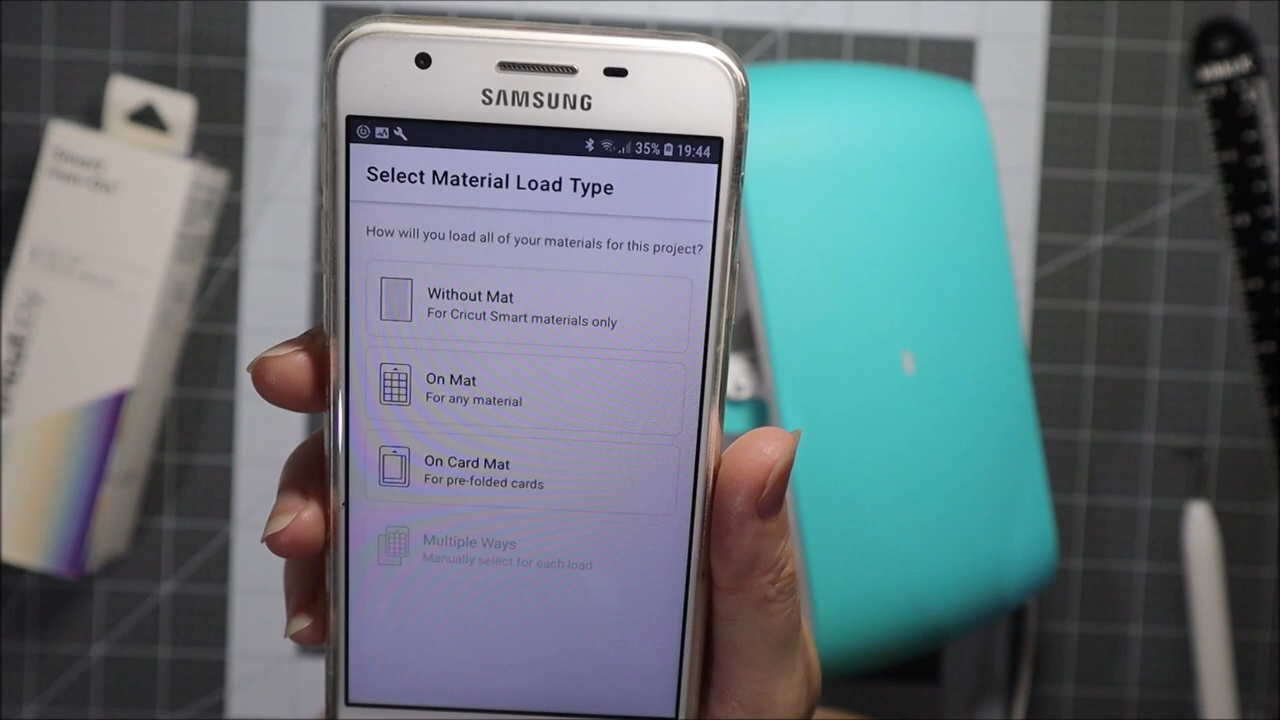 SAMSUNG
35% 19:44
Select Material Load Type
How will you load all of your materials for this project?
Without Mat
For Cricut Smart materials only
On Mat
For any material
On Card Mat
For pre-folded cards
Multiple Ways
Manually select for each load